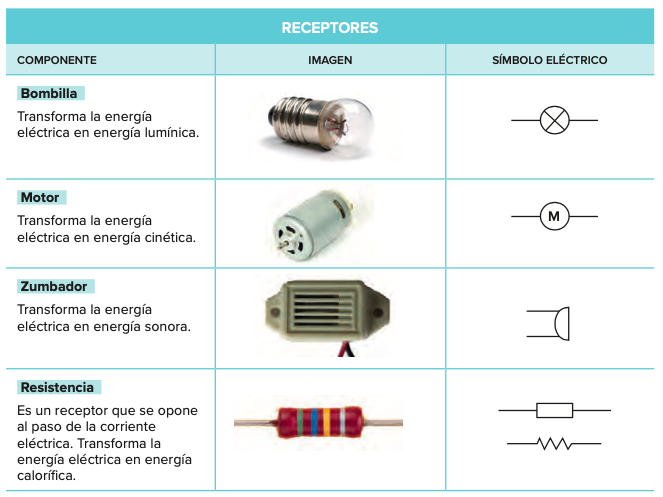 RECEPTORES
COMPONENTE
IMAGEN
SÍMBOLO ELÉCTRICO
Bombilla
Transforma la energía
eléctrica en energía lumínica.
Motor
Transforma la energía
eléctrica en energía cinética.
M
Zumbador
Transforma la energía
eléctrica en energía sonora.
Resistencia
Es un receptor que se opone
al paso de la corriente
eléctrica. Transforma la
energía eléctrica en energía
calorífica.